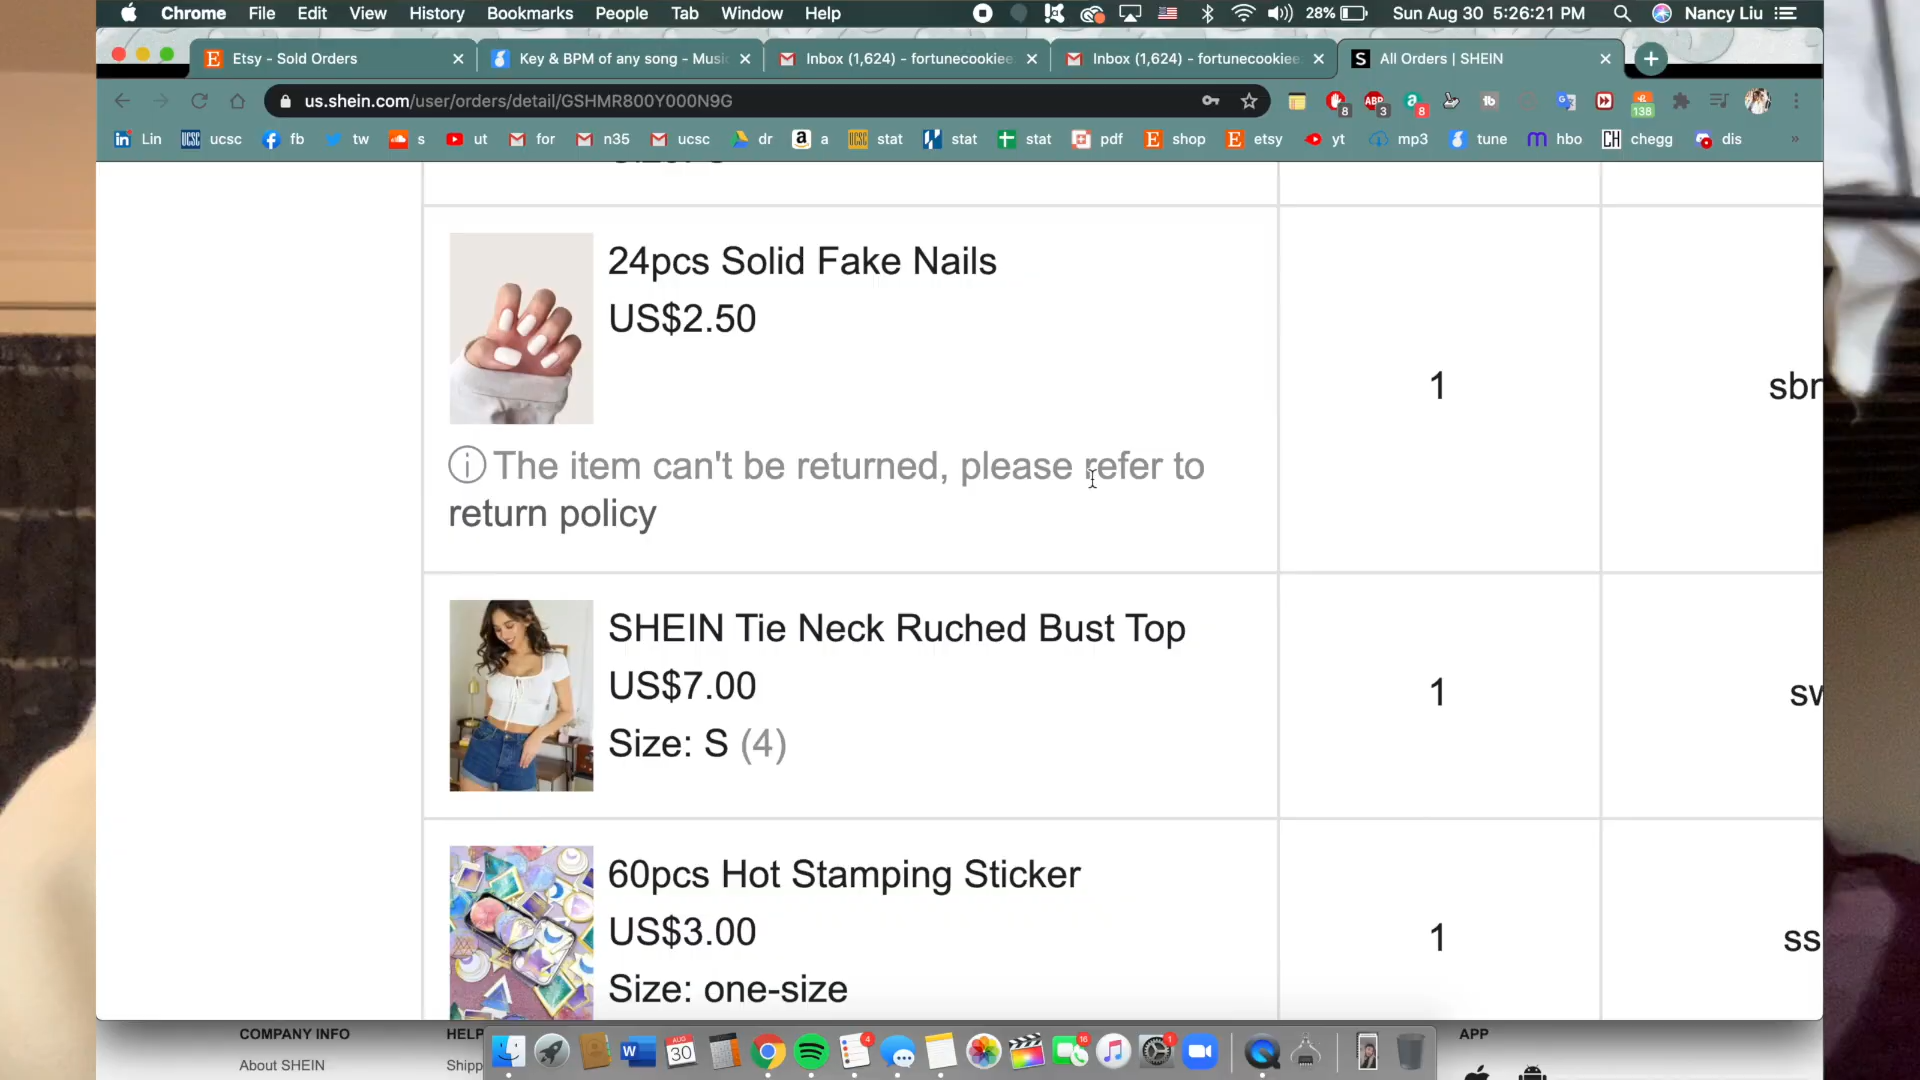 Chrome File Edit View History Bookmarks People Tab Window Help 28% Sun Aug 30 5:26:21 PM Nancy Liu
Etsy - Sold Orders Key & BPM of any song - Musi Inbox (1,624) - fortunecookiee Inbox (1,624) - fortunecookiee All Orders | SHEIN
us.shein.com/user/orders/detail/GSHMR800Y000N9G
Lin ucsc fb tw s ut for n35 ucsc dr a stat stat stat pdf shop etsy yt mp3 tune hbo chegg dis
24pcs Solid Fake Nails
US$2.50
1
sbr
The item can't be returned, please refer to
return policy
SHEIN Tie Neck Ruched Bust Top
US$7.00
Size: S (4)
1
sw
60pcs Hot Stamping Sticker
US$3.00
Size: one-size
1
ss
COMPANY INFO HELP APP
About SHEIN Shipp